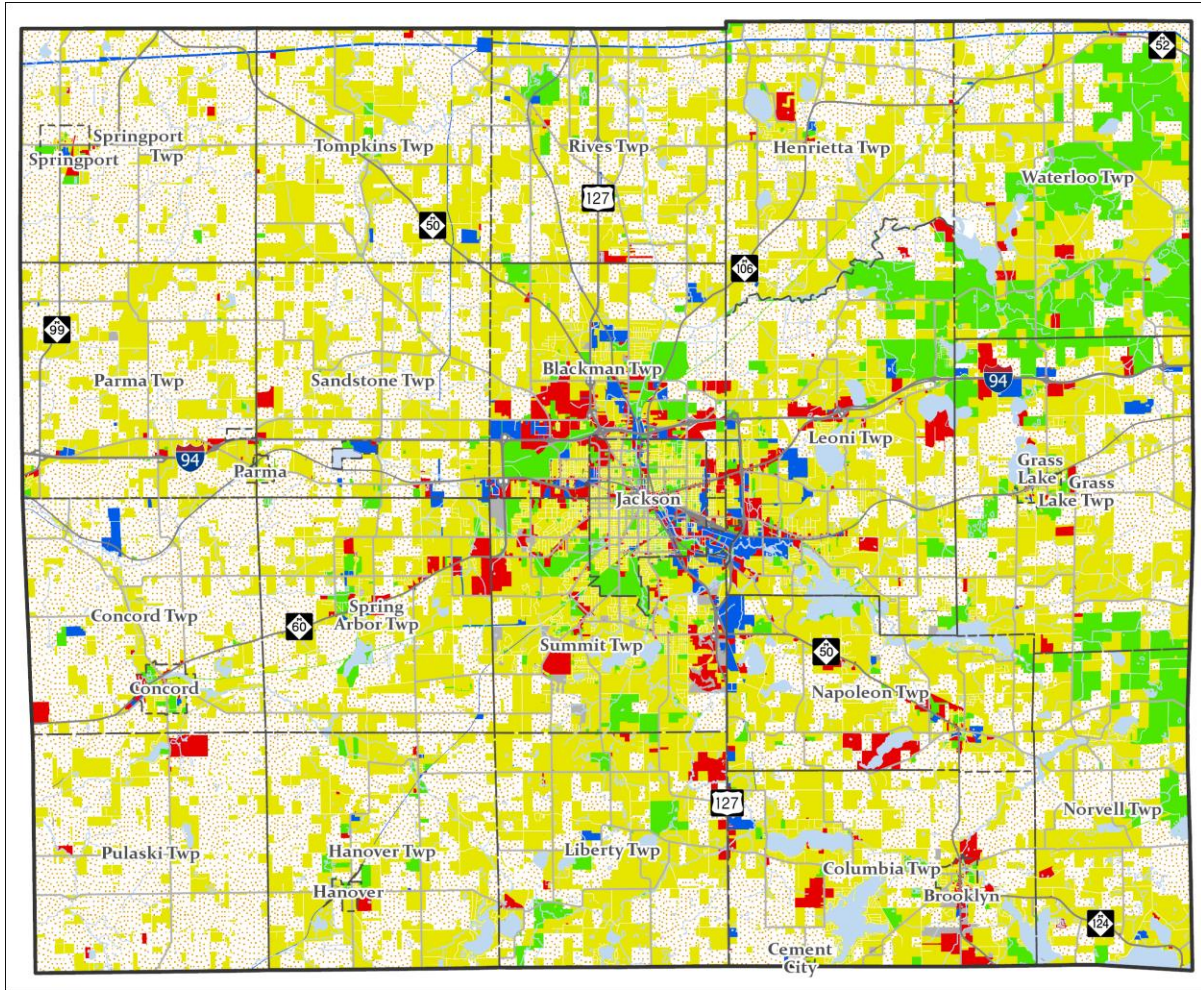 52
Springport
Springport
Twp
Tompkins Twp
Rives Twp
Henrietta Twp
Waterloo Twp
127
50
106
99
Parma Twp
Sandstone Twp
Blackman Twp
94
Leoni Twp
94
Parma
Grass
Lake
Grass
Lake Twp
Jackson
Concord Twp
M
60
Spring
Arbor Twp
Summit Twp
50
Concord
Napoleon Twp
127
Norvell Twp
Pulaski Twp
Hanover Twp
Liberty Twp
Columbia Twp
Hanover
Brooklyn
M
124
Cement
City